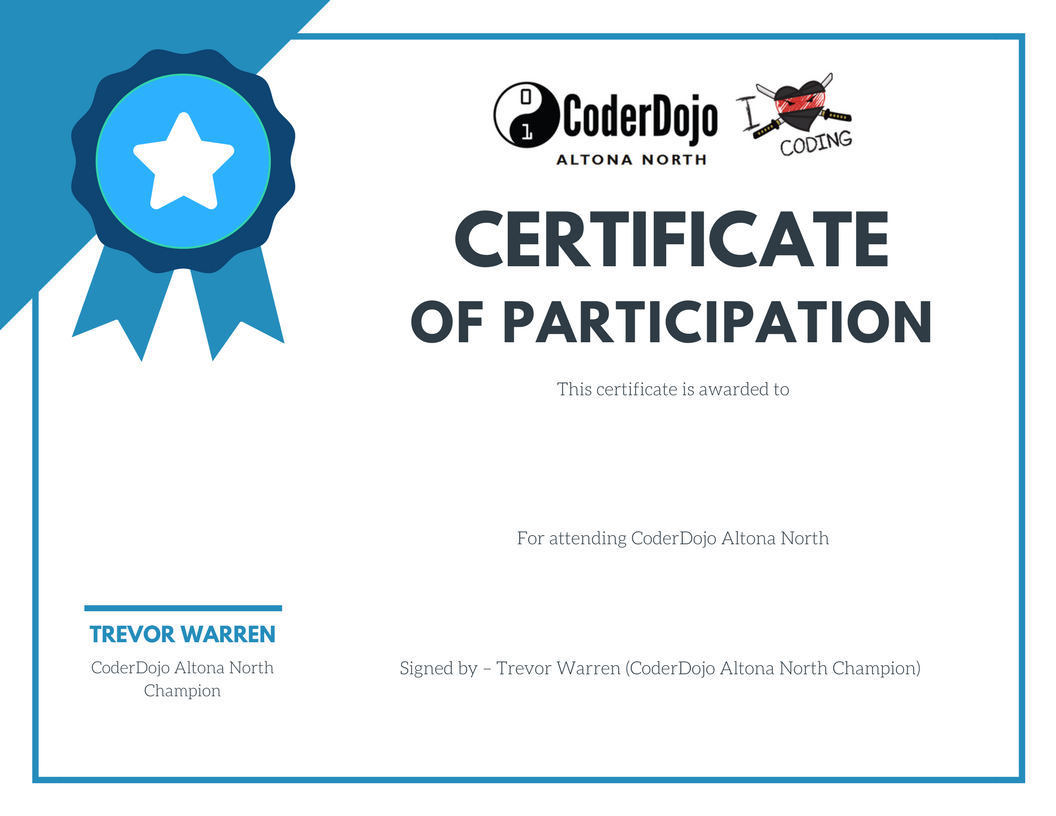 0
1
CoderDojo
ALTONA NORTH
I
CODING
CERTIFICATE
OF PARTICIPATION
This certificate is awarded to
For attending CoderDojo Altona North
TREVOR WARREN
CoderDojo Altona North
Champion
Signed by – Trevor Warren (CoderDojo Altona North Champion)